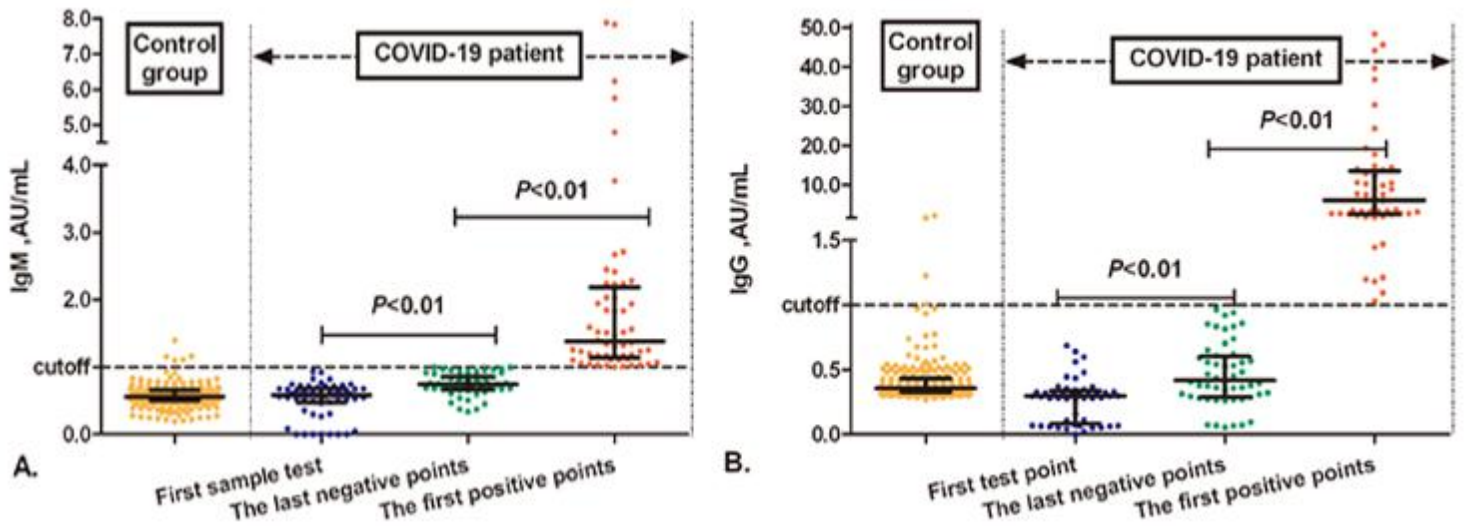 8.0
7.0
6.0
5.0
4.0
3.0
2.0
cutoff
0.0
IgM ,AU/mL
Control
group
COVID-19 patient
P<0.01
P<0.01
A.
First sample test
The last negative points
The first positive points
50.0
40.0
30.0
20.0
10.0
1.5
cutoff
0.5
0.0
IgG ,AU/mL
Control
group
COVID-19 patient
P<0.01
P<0.01
B.
First test point
The last negative points
The first positive points